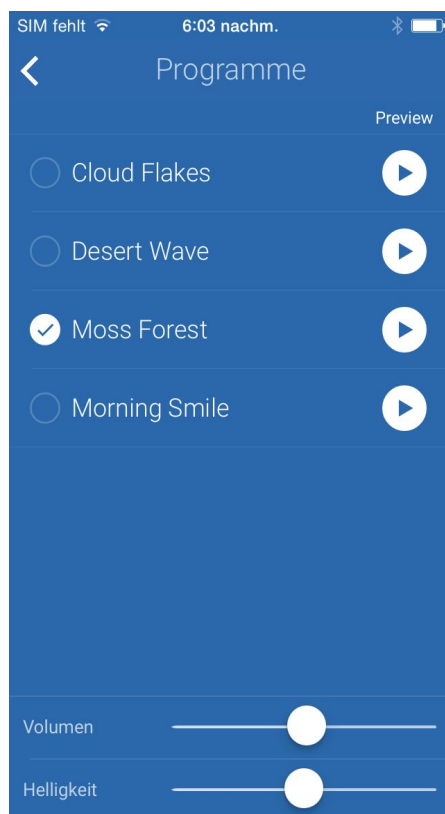 SIM fehlt 6:03 nachm.
Programme
Preview
Cloud Flakes
Desert Wave
Moss Forest
Morning Smile
Volumen
Helligkeit